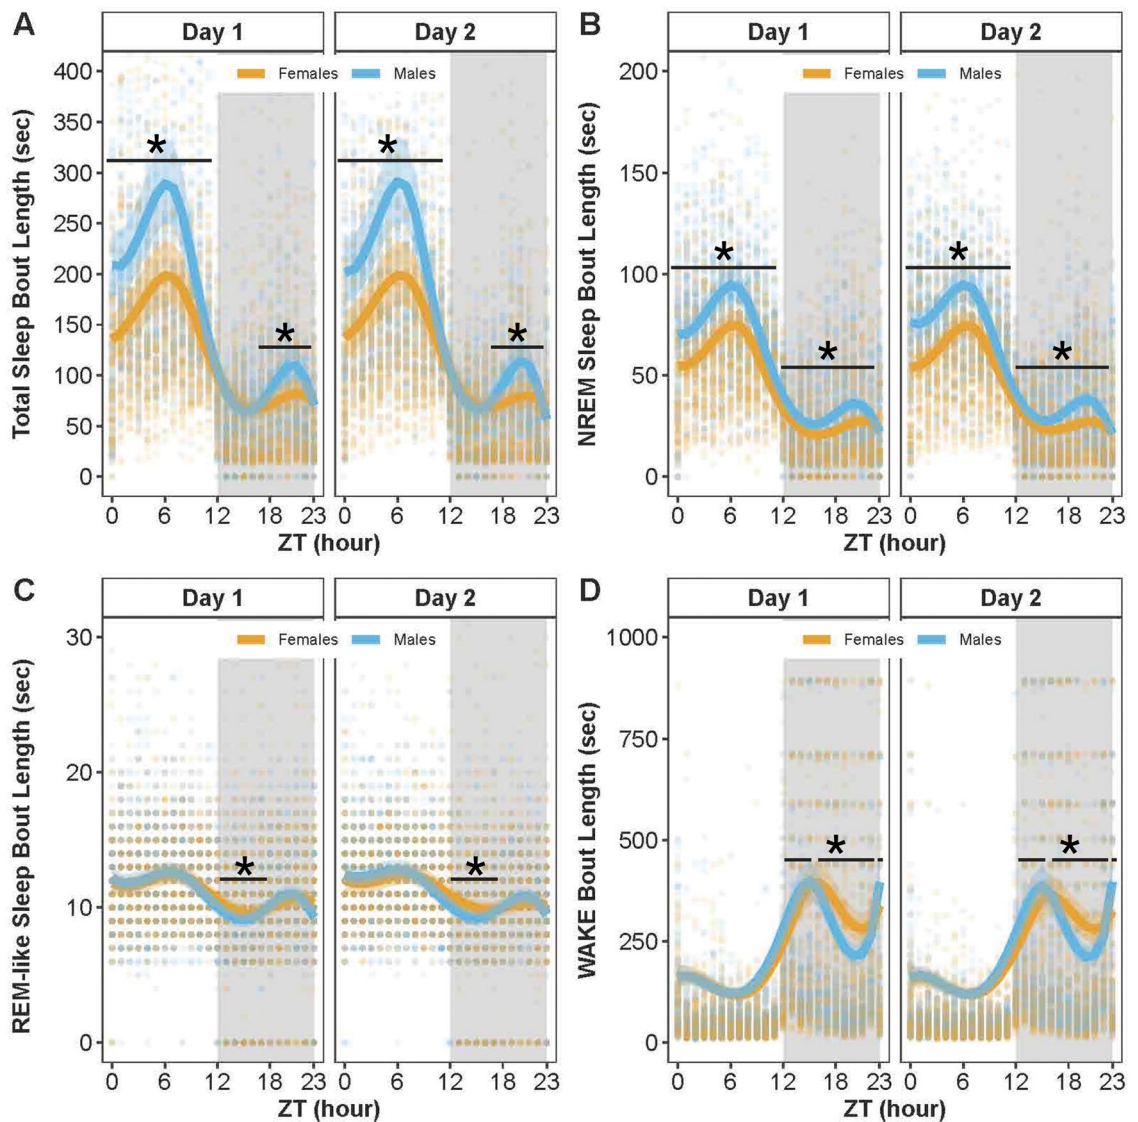 A
Day 1
Day 2
Females
Males
Total Sleep Bout Length (sec)
400
350
300
250
200
150
100
50
0
*
*
*
*
0 6 12 18 23
0 6 12 18 23
ZT (hour)
B
Day 1
Day 2
Females
Males
NREM Sleep Bout Length (sec)
200
150
100
50
0
*
*
*
*
0 6 12 18 23
0 6 12 18 23
ZT (hour)
C
Day 1
Day 2
Females
Males
REM-like Sleep Bout Length (sec)
30
20
10
0
*
*
0 6 12 18 23
0 6 12 18 23
ZT (hour)
D
Day 1
Day 2
Females
Males
WAKE Bout Length (sec)
1000
750
500
250
0
*
*
0 6 12 18 23
0 6 12 18 23
ZT (hour)